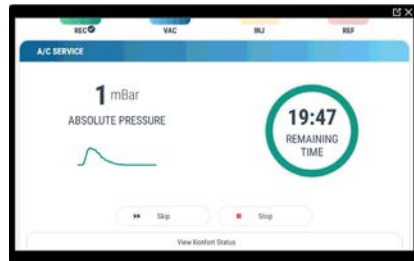 REC
VAC
INJ
REF
A/C SERVICE
1 mBar
ABSOLUTE PRESSURE
19:47
REMAINING
TIME
Skip
Stop
View Konfort Status